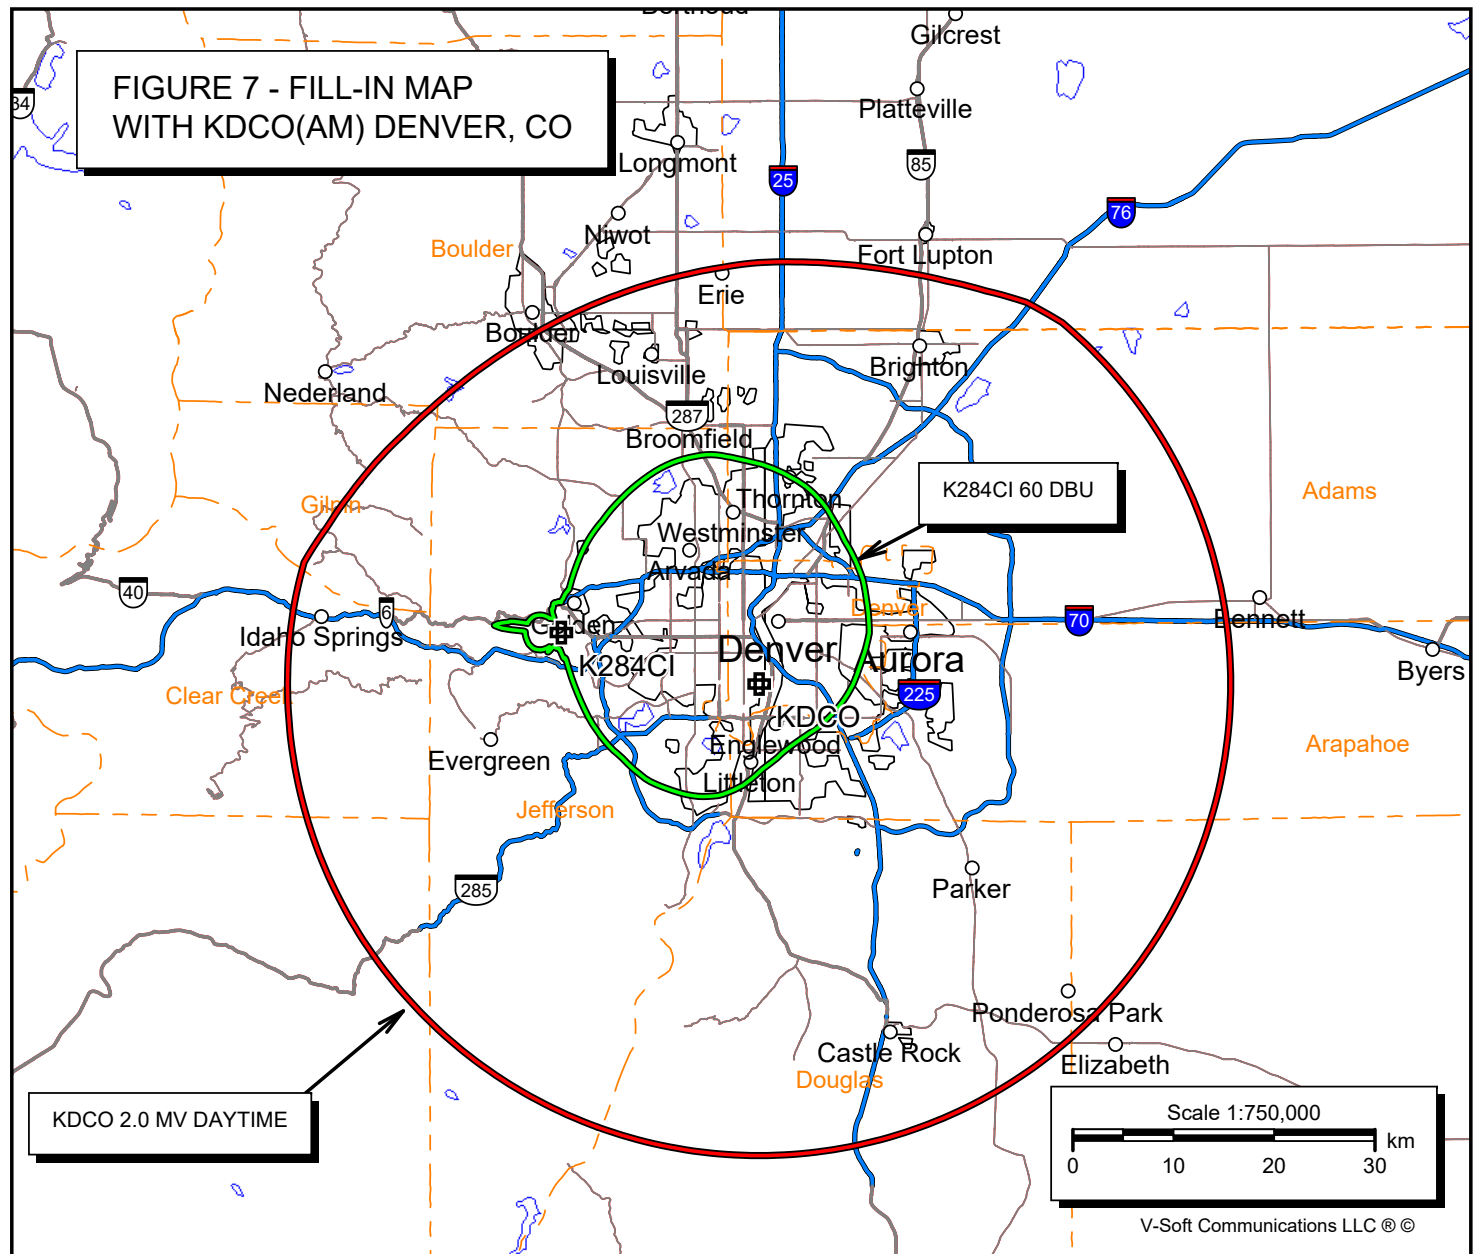 Berthoud
Gilcrest
FIGURE 7 - FILL-IN MAP
WITH KDCO(AM) DENVER, CO
34
Platteville
Longmont
85
25
76
Niwot
Boulder
Fort Lupton
Erie
Boulder
Brighton
Louisville
Nederland
287
Broomfield
K284CI 60 DBU
Adams
Gilpin
Thornton
Westminster
Arvada
40
6
Denver
70
Bennett
Golden
Idaho Springs
Denver
Aurora
Byers
K284CI
Clear Creek
225
KDCO
Englewood
Arapahoe
Evergreen
Littleton
Jefferson
285
Parker
Ponderosa Park
Castle Rock
Elizabeth
Douglas
KDCO 2.0 MV DAYTIME
Scale 1:750,000
km
0 10 20 30
V-Soft Communications LLC ® ©